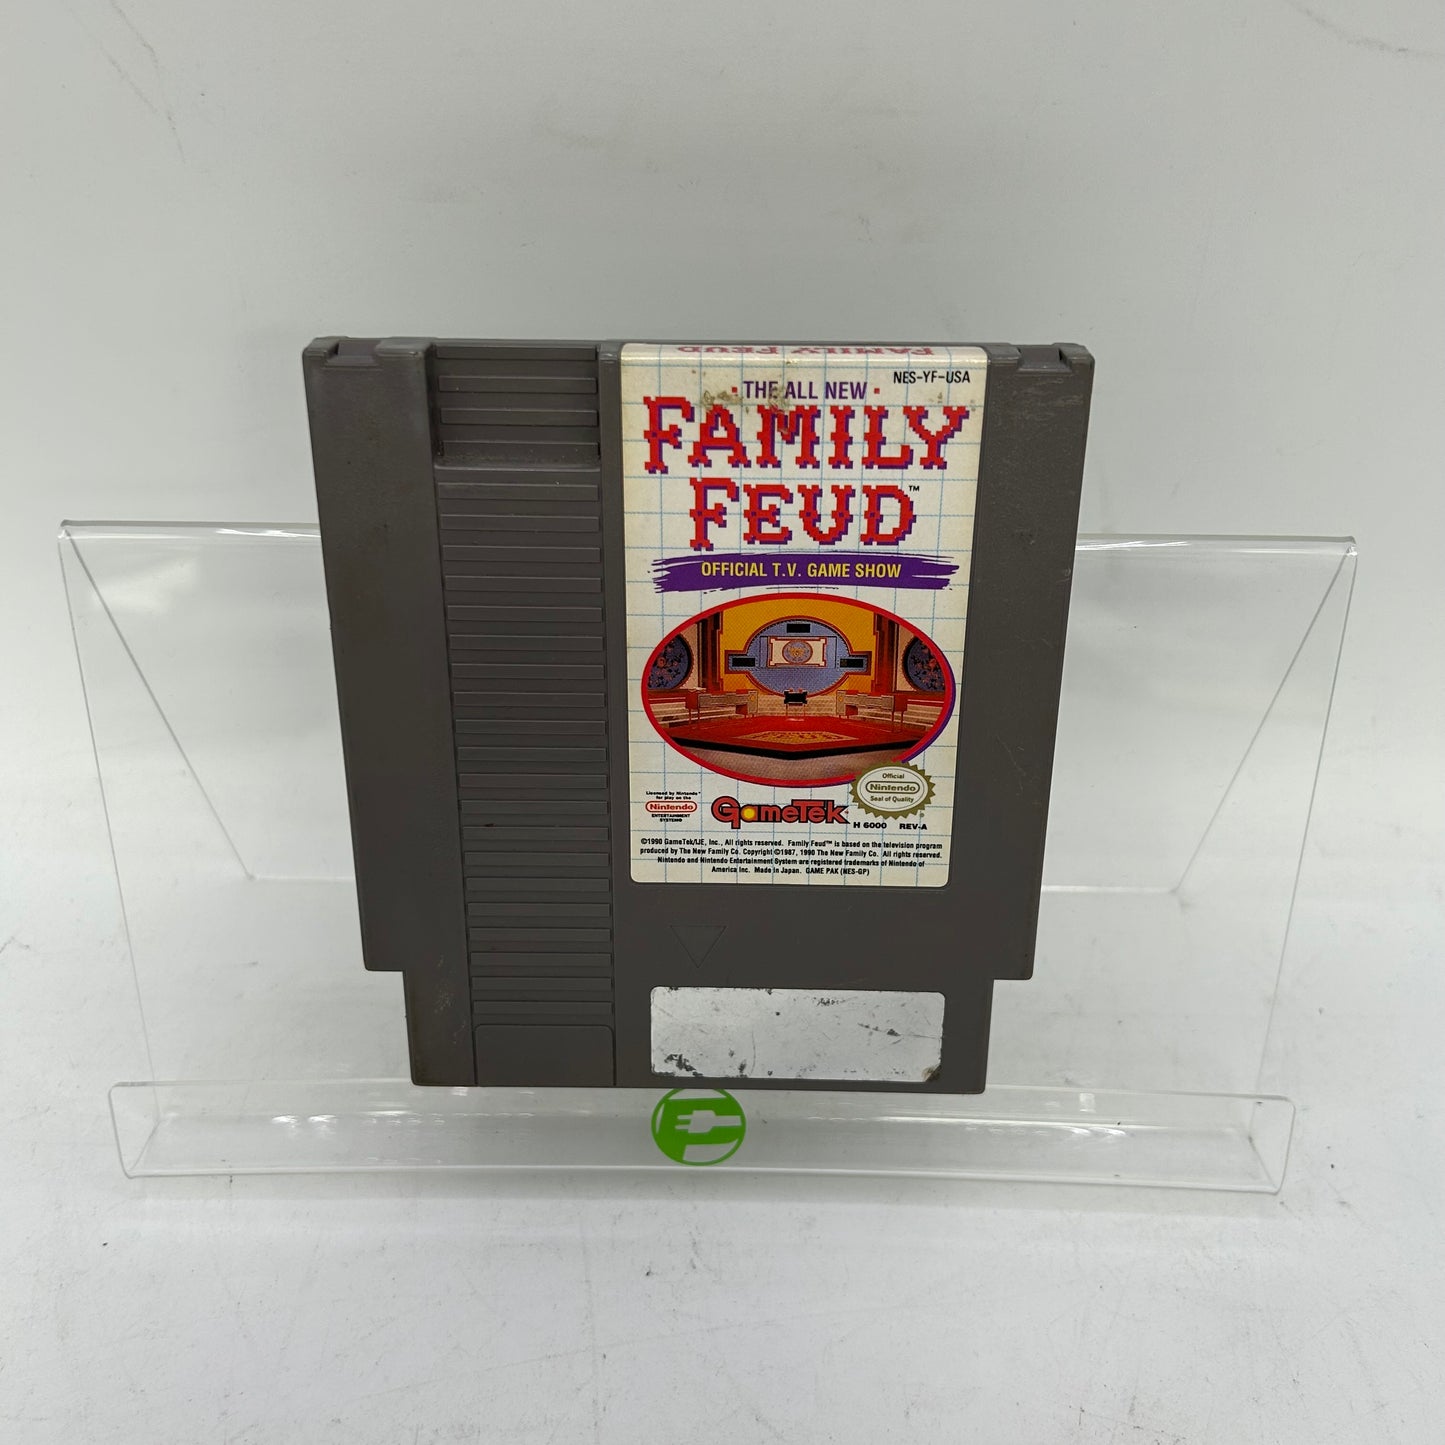 FAMILY FEUD FAMILY FEUD
NES-YF-USA
· THE ALL NEW ·
FAMILY
FEUD™
OFFICIAL T.V. GAME SHOW
Official
Nintendo
Seal of Quality
Licensed by Nintendo®
for play on the
Nintendo
ENTERTAINMENT
SYSTEM®
GameTek
H 6000 REV-A
©1990 GameTek/IJE, Inc., All rights reserved. Family Feud™ is based on the television program
produced by The New Family Co. Copyright ©1987, 1990 The New Family Co. All rights reserved.
Nintendo and Nintendo Entertainment System are registered trademarks of Nintendo of
America Inc. Made in Japan. GAME PAK (NES-GP)